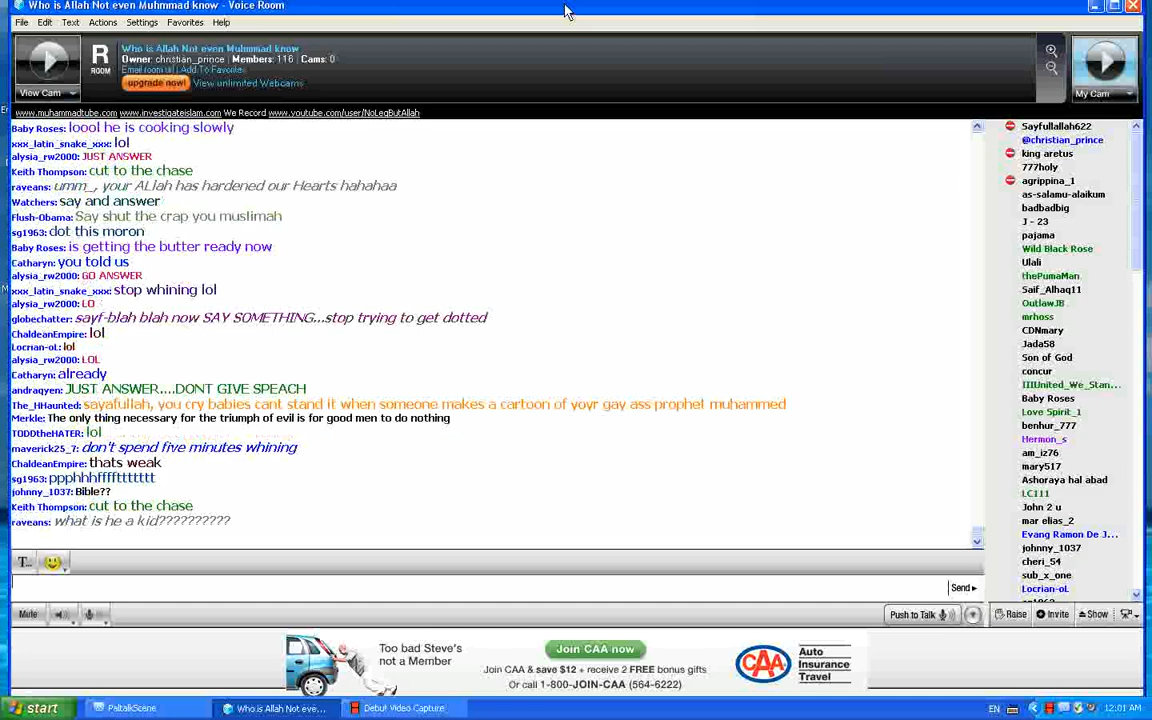 Who is Allah Not even Muhmmad know - Voice Room
File Edit Text Actions Settings Favorites Help
Who is Allah Not even Muhmmad know
R
ROOM
Owner: christian_prince | Members: 116 | Cams: 0
Email room url | Add To Favorites
upgrade now! View unlimited Webcams
View Cam
My Cam
www.muhammadtube.com www.investigateislam.com We Record www.youtube.com/user/NoLegButAllah
Baby Roses: loool he is cooking slowly
xxx_latin_snake_xxx: lol
alysia_rw2000: JUST ANSWER
Keith Thompson: cut to the chase
raveans: umm_, your ALlah has hardened our Hearts hahahaa
Watchers: say and answer
Flush-Obama: Say shut the crap you muslimah
sg1963: dot this moron
Baby Roses: is getting the butter ready now
Catharyn: you told us
alysia_rw2000: GO ANSWER
xxx_latin_snake_xxx: stop whining lol
alysia_rw2000: LO
globechatter: sayf-blah blah now SAY SOMETHING...stop trying to get dotted
ChaldeanEmpire: lol
Locrian-oL: lol
alysia_rw2000: LOL
Catharyn: already
andraqyen: JUST ANSWER....DONT GIVE SPEACH
The_HHaunted: sayafullah, you cry babies cant stand it when someone makes a cartoon of yoyr gay ass prophet muhammed
Merkle: The only thing necessary for the triumph of evil is for good men to do nothing
TODDtheHATER: lol
maverick25_7: don't spend five minutes whining
ChaldeanEmpire: thats weak
sg1963: ppphhhffffttttttt
johnny_1037: Bible??
Keith Thompson: cut to the chase
raveans: what is he a kid??????????
Sayfullallah622
@christian_prince
king aretus
777holy
agrippina_1
as-salamu-alaikum
badbadbig
J - 23
pajama
Wild Black Rose
Ulali
thePumaMan
Saif_Alhaq11
OutlawJB
mrhoss
CDNmary
Jada58
Son of God
concur
IIIUnited_We_Stan...
Baby Roses
Love Spirit_1
benhur_777
Hermon_s
am_iz76
mary517
Ashoraya hal abad
LCI11
John 2 u
mar elias_2
Evang Ramon De J...
johnny_1037
cheri_54
sub_x_one
Locrian-oL
Send
Mute
Push to Talk
Raise Invite Show
Too bad Steve's
not a Member
Join CAA now
Join CAA & save $12 + receive 2 FREE bonus gifts
Or call 1-800-JOIN-CAA (564-6222)
CAA
Auto
Insurance
Travel
start PaltalkScene Who is Allah Not eve... Debut Video Capture EN 12:01 AM